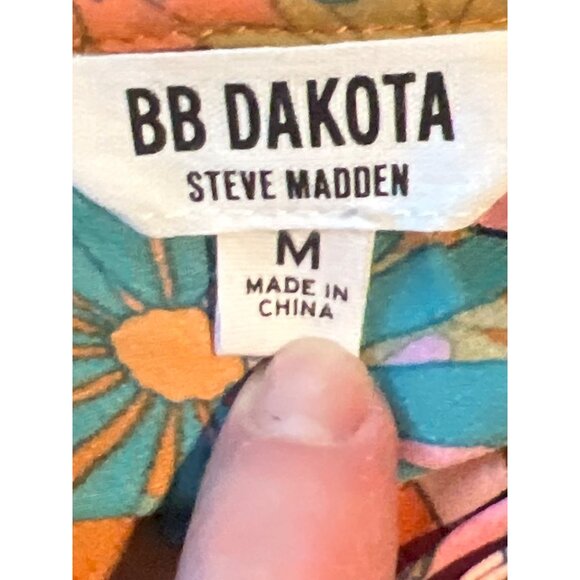 BB DAKOTA
STEVE MADDEN
M
MADE IN
CHINA